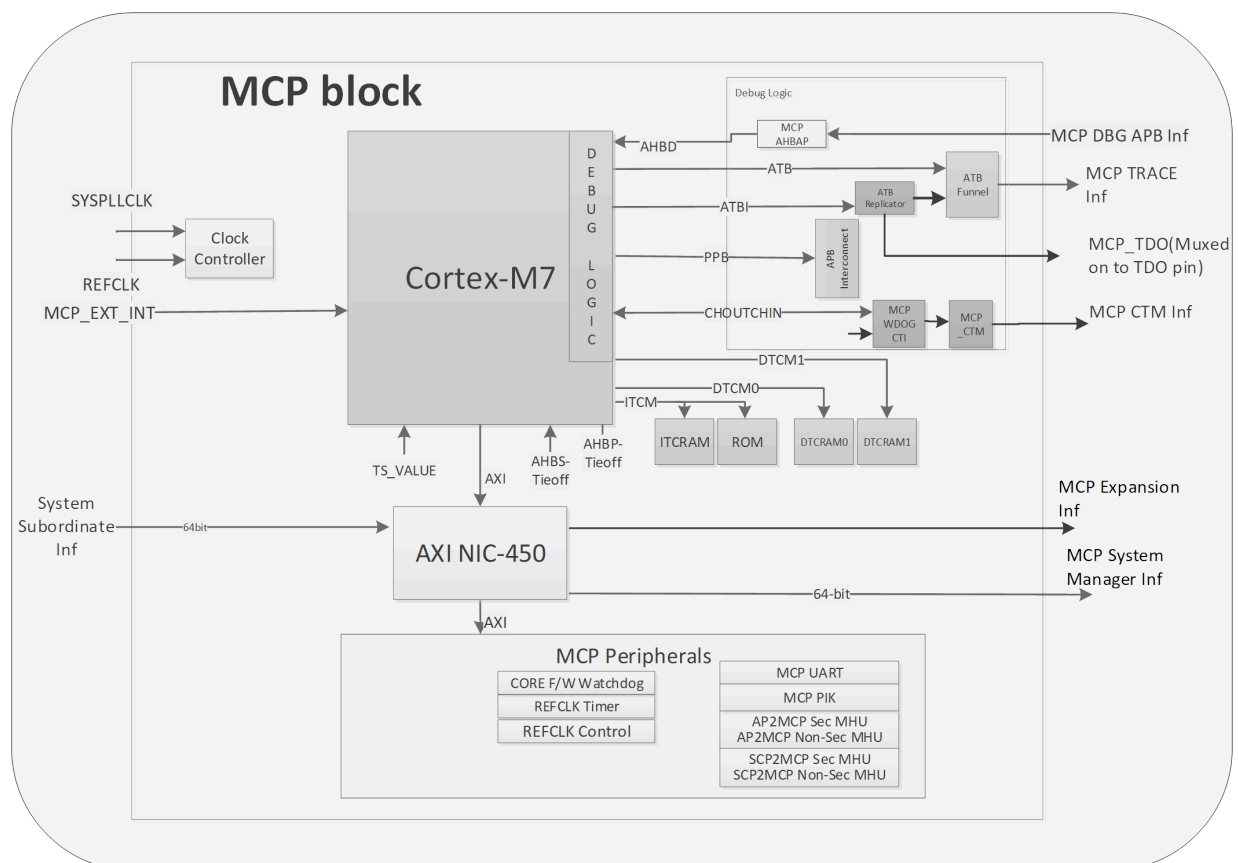 MCP block
Debug Logic
MCP
AHBAP
MCP DBG APB Inf
AHBD
D
E
B
U
G
L
O
G
I
C
ATB
ATB
Funnel
MCP TRACE
Inf
ATBI
ATB
Replicator
SYSPLLCLK
Clock
Controller
REFCLK
MCP_EXT_INT
Cortex-M7
PPB
APB
Interconnect
MCP_TDO(Muxed
on to TDO pin)
CHOUTCHIN
MCP
WDOG
CTI
MCP
_CTM
MCP CTM Inf
DTCM1
DTCM0
ITCM
ITCRAM
ROM
DTCRAM0
DTCRAM1
TS_VALUE
AXI
AHBS-
Tieoff
AHBP-
Tieoff
System
Subordinate
Inf
64bit
AXI NIC-450
MCP Expansion
Inf
MCP System
Manager Inf
64-bit
AXI
MCP Peripherals
CORE F/W Watchdog
REFCLK Timer
REFCLK Control
MCP UART
MCP PIK
AP2MCP Sec MHU
AP2MCP Non-Sec MHU
SCP2MCP Sec MHU
SCP2MCP Non-Sec MHU